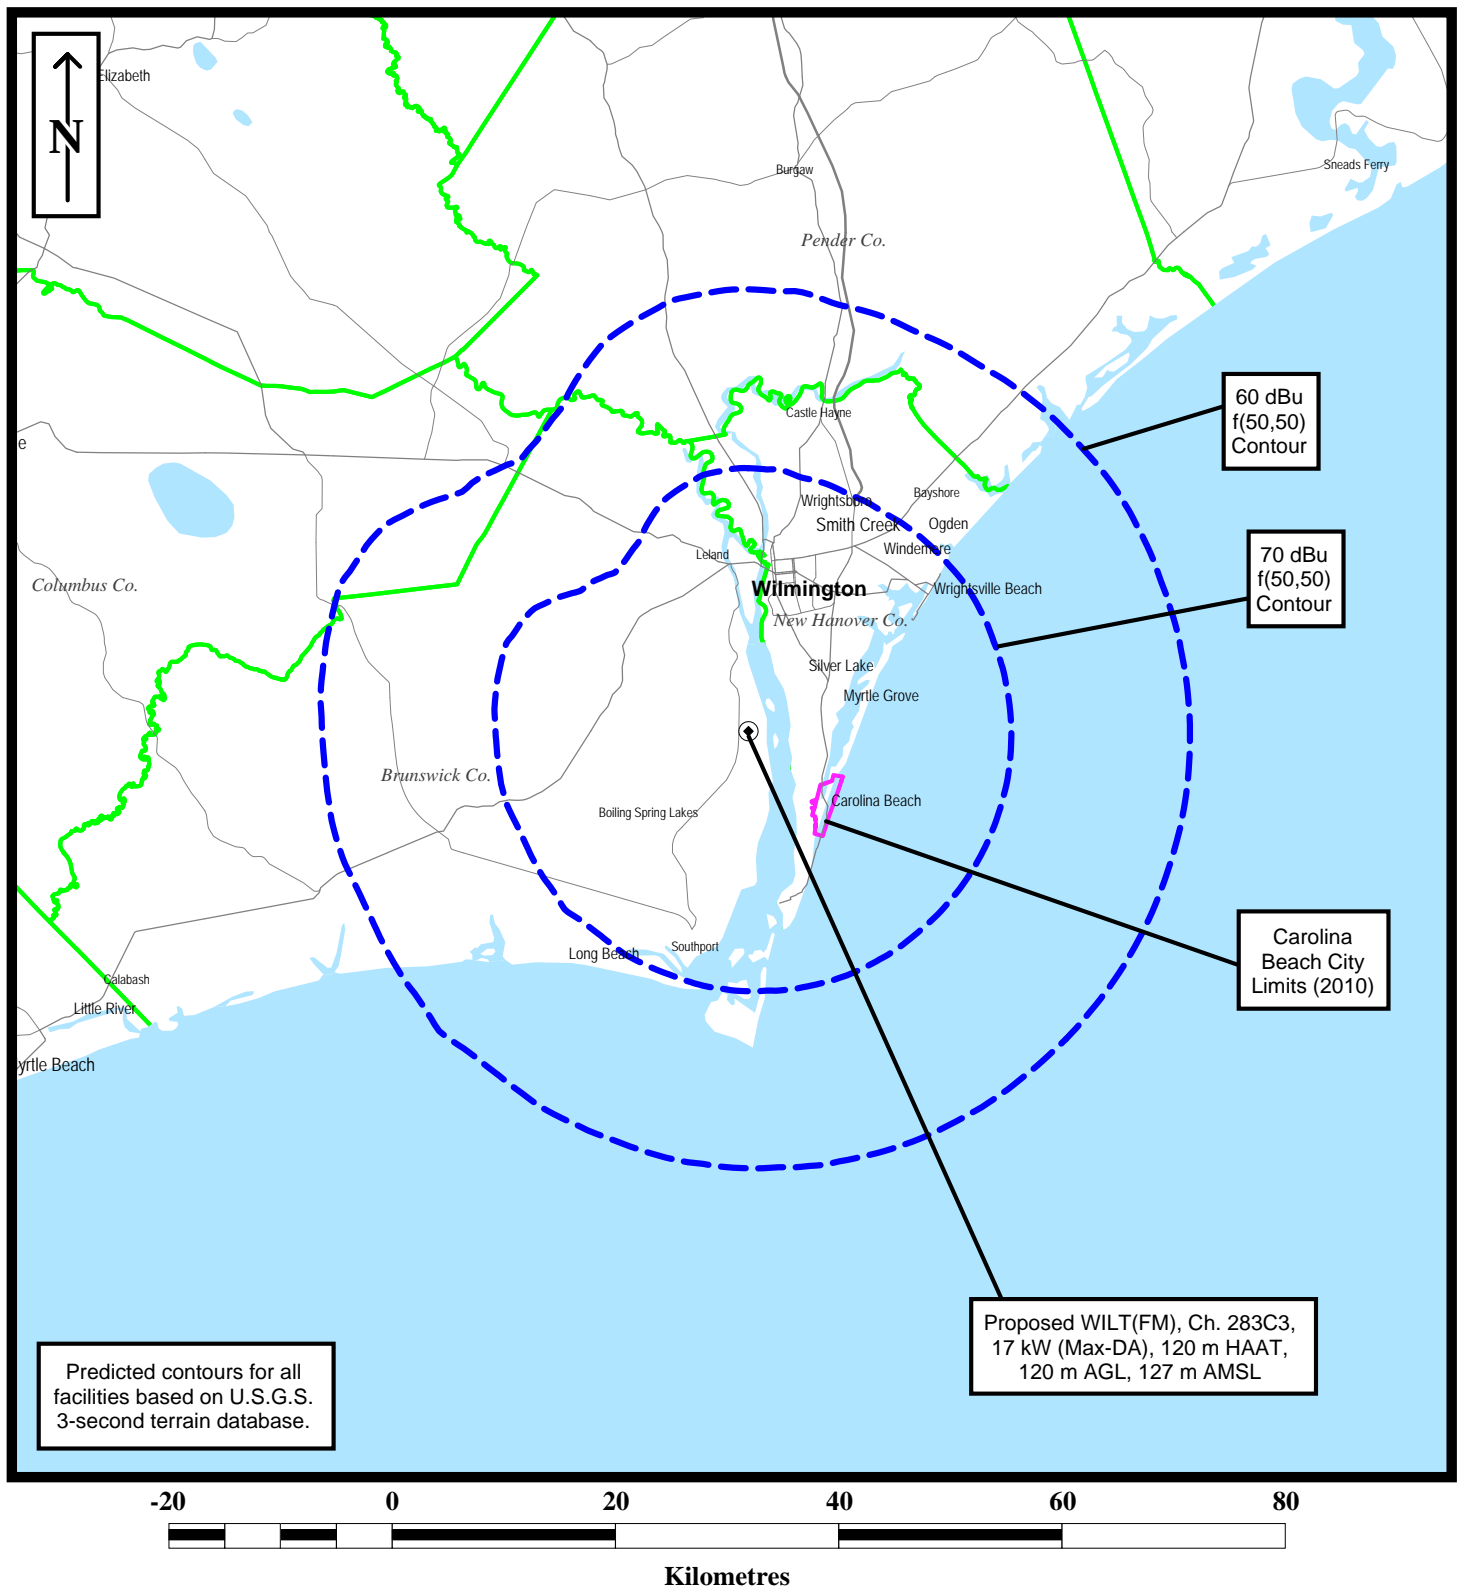 N
Elizabeth
Burgaw
Sneads Ferry
Pender Co.
60 dBu
f(50,50)
Contour
Castle Hayne
e
Wrightsboro
Bayshore
Smith Creek
Ogden
Windemere
Leland
70 dBu
f(50,50)
Contour
Columbus Co.
Wilmington
Wrightsville Beach
New Hanover Co.
Silver Lake
Myrtle Grove
Brunswick Co.
Carolina Beach
Boiling Spring Lakes
Long Beach
Southport
Carolina
Beach City
Limits (2010)
Calabash
Little River
yrtle Beach
Proposed WILT(FM), Ch. 283C3,
17 kW (Max-DA), 120 m HAAT,
120 m AGL, 127 m AMSL
Predicted contours for all
facilities based on U.S.G.S.
3-second terrain database.
-20 0 20 40 60 80
Kilometres